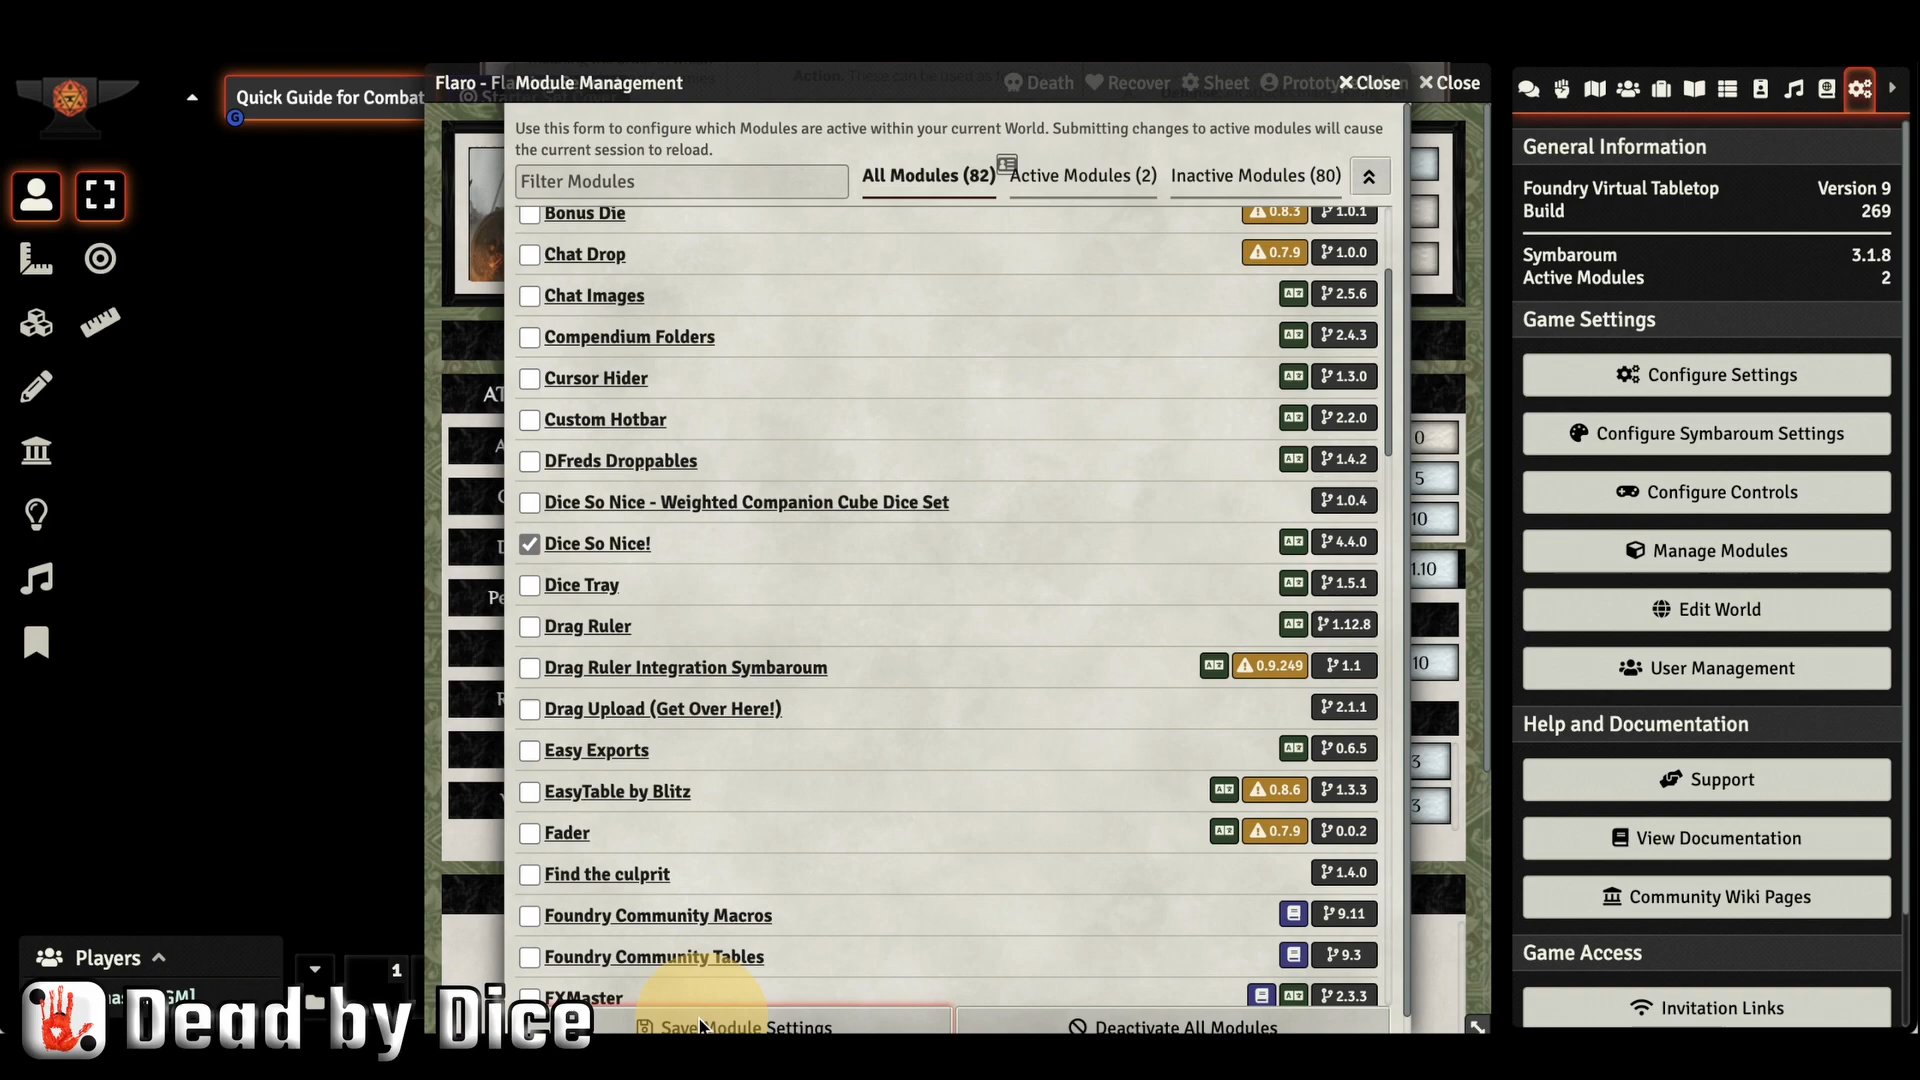 Quick Guide for Combat
Flaro - Fla
Module Management
Death
Recover
Sheet
Close
Close
Use this form to configure which Modules are active within your current World. Submitting changes to active modules will cause
the current session to reload.
Filter Modules
All Modules (82)
Active Modules (2)
Inactive Modules (80)
Bonus Die 0.8.3 1.0.1
Chat Drop 0.7.9 1.0.0
Chat Images 2.5.6
Compendium Folders 2.4.3
Cursor Hider 1.3.0
Custom Hotbar 2.2.0
DFreds Droppables 1.4.2
Dice So Nice - Weighted Companion Cube Dice Set 1.0.4
Dice So Nice! 4.4.0
Dice Tray 1.5.1
Drag Ruler 1.12.8
Drag Ruler Integration Symbaroum 0.9.249 1.1
Drag Upload (Get Over Here!) 2.1.1
Easy Exports 0.6.5
EasyTable by Blitz 0.8.6 1.3.3
Fader 0.7.9 0.0.2
Find the culprit 1.4.0
Foundry Community Macros 9.11
Foundry Community Tables 9.3
FXMaster 2.3.3
Save Module Settings
Deactivate All Modules
General Information
Foundry Virtual Tabletop Version 9
Build 269
Symbaroum 3.1.8
Active Modules 2
Game Settings
Configure Settings
Configure Symbaroum Settings
Configure Controls
Manage Modules
Edit World
User Management
Help and Documentation
Support
View Documentation
Community Wiki Pages
Game Access
Invitation Links
Players
1
Dead by Dice